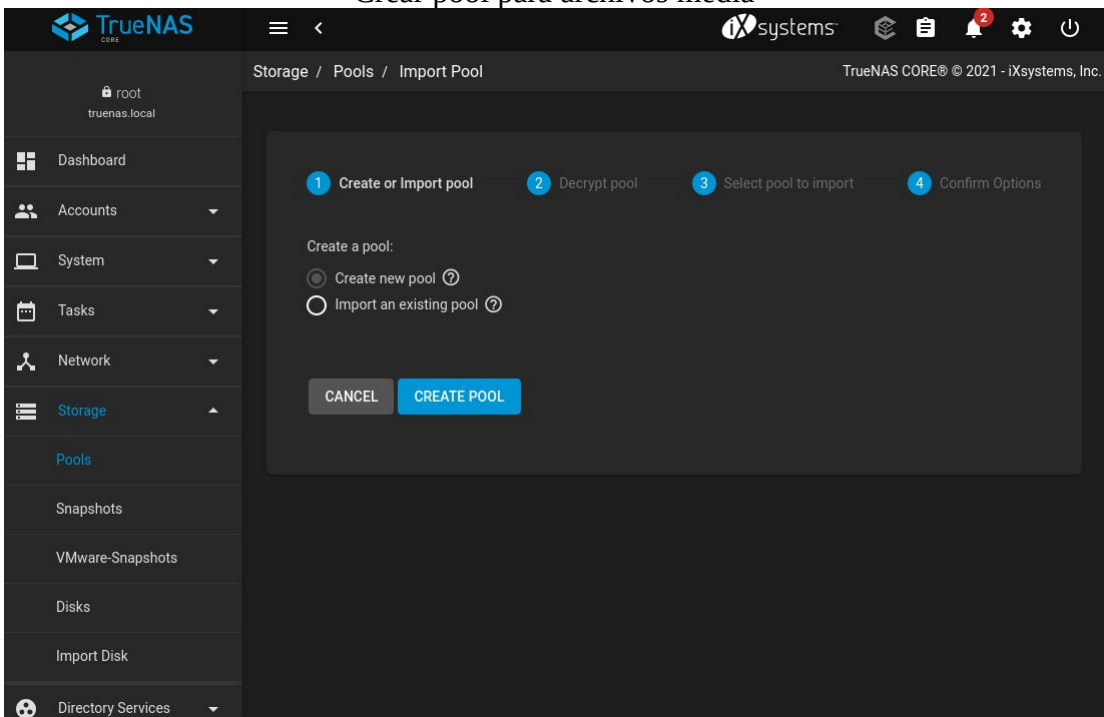 Crear pool para archivos media
TrueNAS
CORE
iXsystems
2
Storage / Pools / Import Pool
TrueNAS CORE® © 2021 - iXsystems, Inc.
root
truenas.local
Dashboard
Accounts
System
Tasks
Network
Storage
Pools
Snapshots
VMware-Snapshots
Disks
Import Disk
Directory Services
1 Create or Import pool 2 Decrypt pool 3 Select pool to import 4 Confirm Options
Create a pool:
Create new pool ?
Import an existing pool ?
CANCEL CREATE POOL